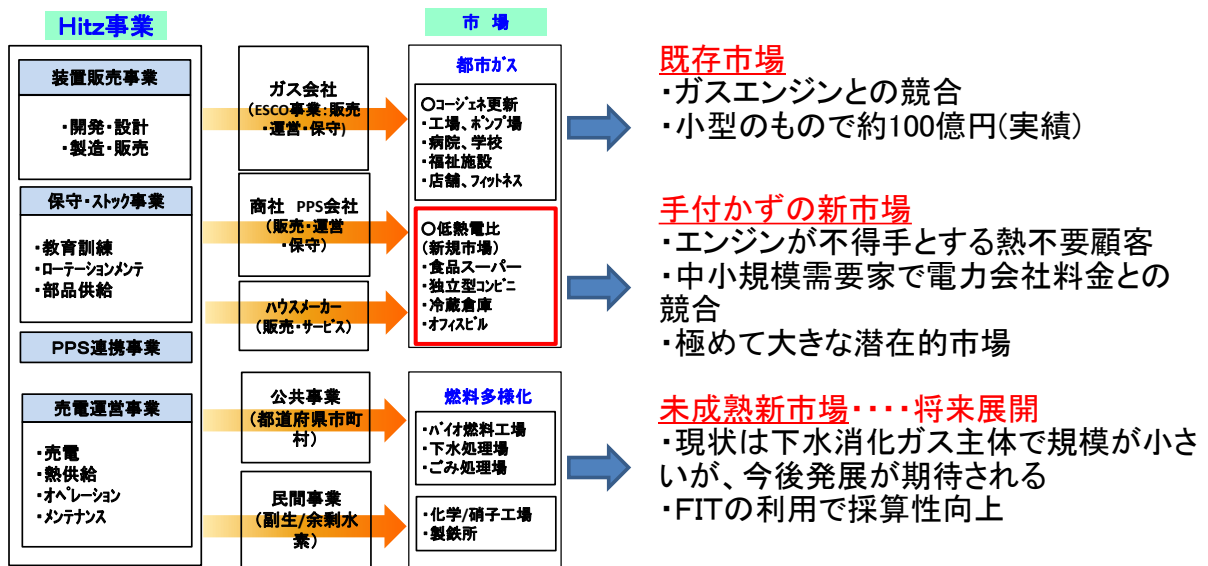 Hitz事業
装置販売事業
・開発・設計
・製造・販売
保守・ストック事業
・教育訓練
・ローテーションメンテ
・部品供給
PPS連携事業
売電運営事業
・売電
・熱供給
・オペレーション
・メンテナンス
ガス会社
(ESCO事業:販売
・運営・保守)
商社 PPS会社
(販売・運営
・保守)
ハウスメーカー
(販売・サービス)
公共事業
(都道府県市町
村)
民間事業
(副生/余剰水
素)
市 場
都市ガス
○コージェネ更新
・工場、ポンプ場
・病院、学校
・福祉施設
・店舗、フィットネス
○低熱電比
(新規市場)
・食品スーパー
・独立型コンビニ
・冷蔵倉庫
・オフィスビル
燃料多様化
・バイオ燃料工場
・下水処理場
・ごみ処理場
・化学/硝子工場
・製鉄所
既存市場
・ガスエンジンとの競合
・小型のもので約100億円(実績)
手付かずの新市場
・エンジンが不得手とする熱不要顧客
・中小規模需要家で電力会社料金との
競合
・極めて大きな潜在的市場
未成熟新市場・・・・将来展開
・現状は下水消化ガス主体で規模が小さ
いが、今後発展が期待される
・FITの利用で採算性向上